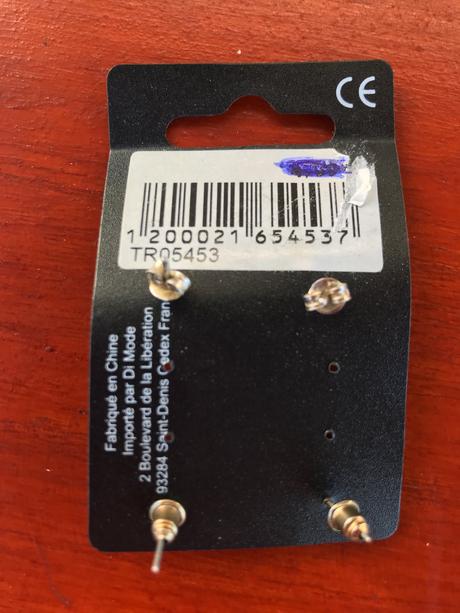 CE
1 200021 654537
TR05453
Fabriqué en Chine
Importé par Di Mode
2 Boulevard de la Libération
93284 Saint-Denis Cedex Fran